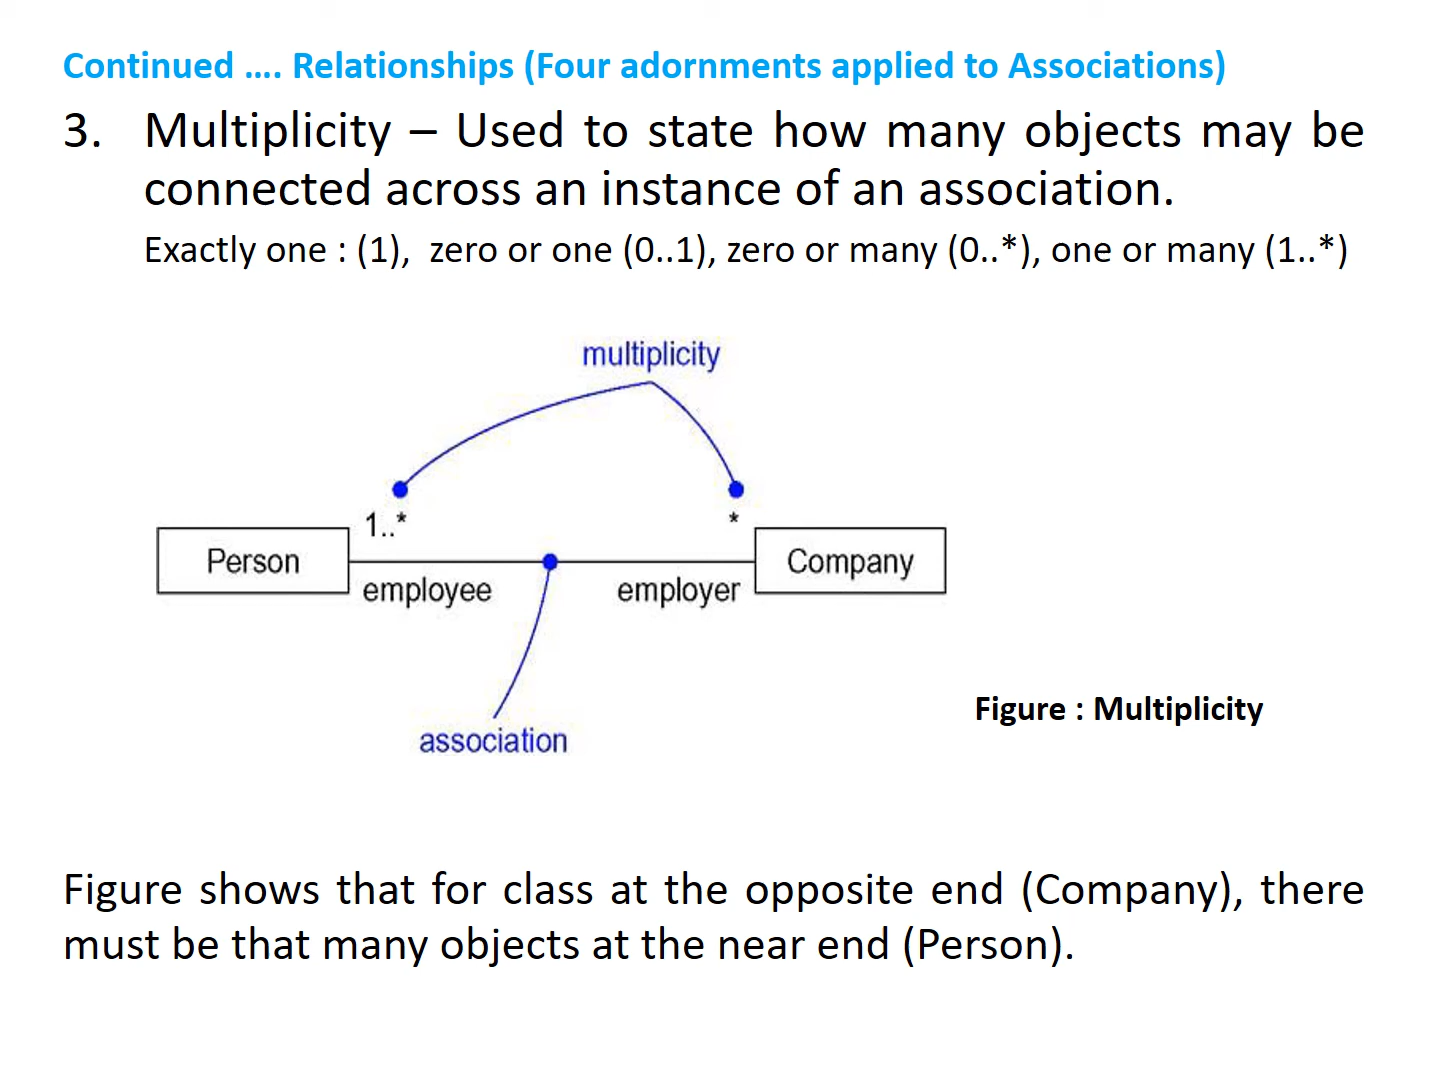 Continued .... Relationships (Four adornments applied to Associations)
3. Multiplicity – Used to state how many objects may be
connected across an instance of an association.
Exactly one : (1), zero or one (0..1), zero or many (0..*), one or many (1..*)
multiplicity
1..* *
Person Company
employee employer
Figure : Multiplicity
association
Figure shows that for class at the opposite end (Company), there
must be that many objects at the near end (Person).